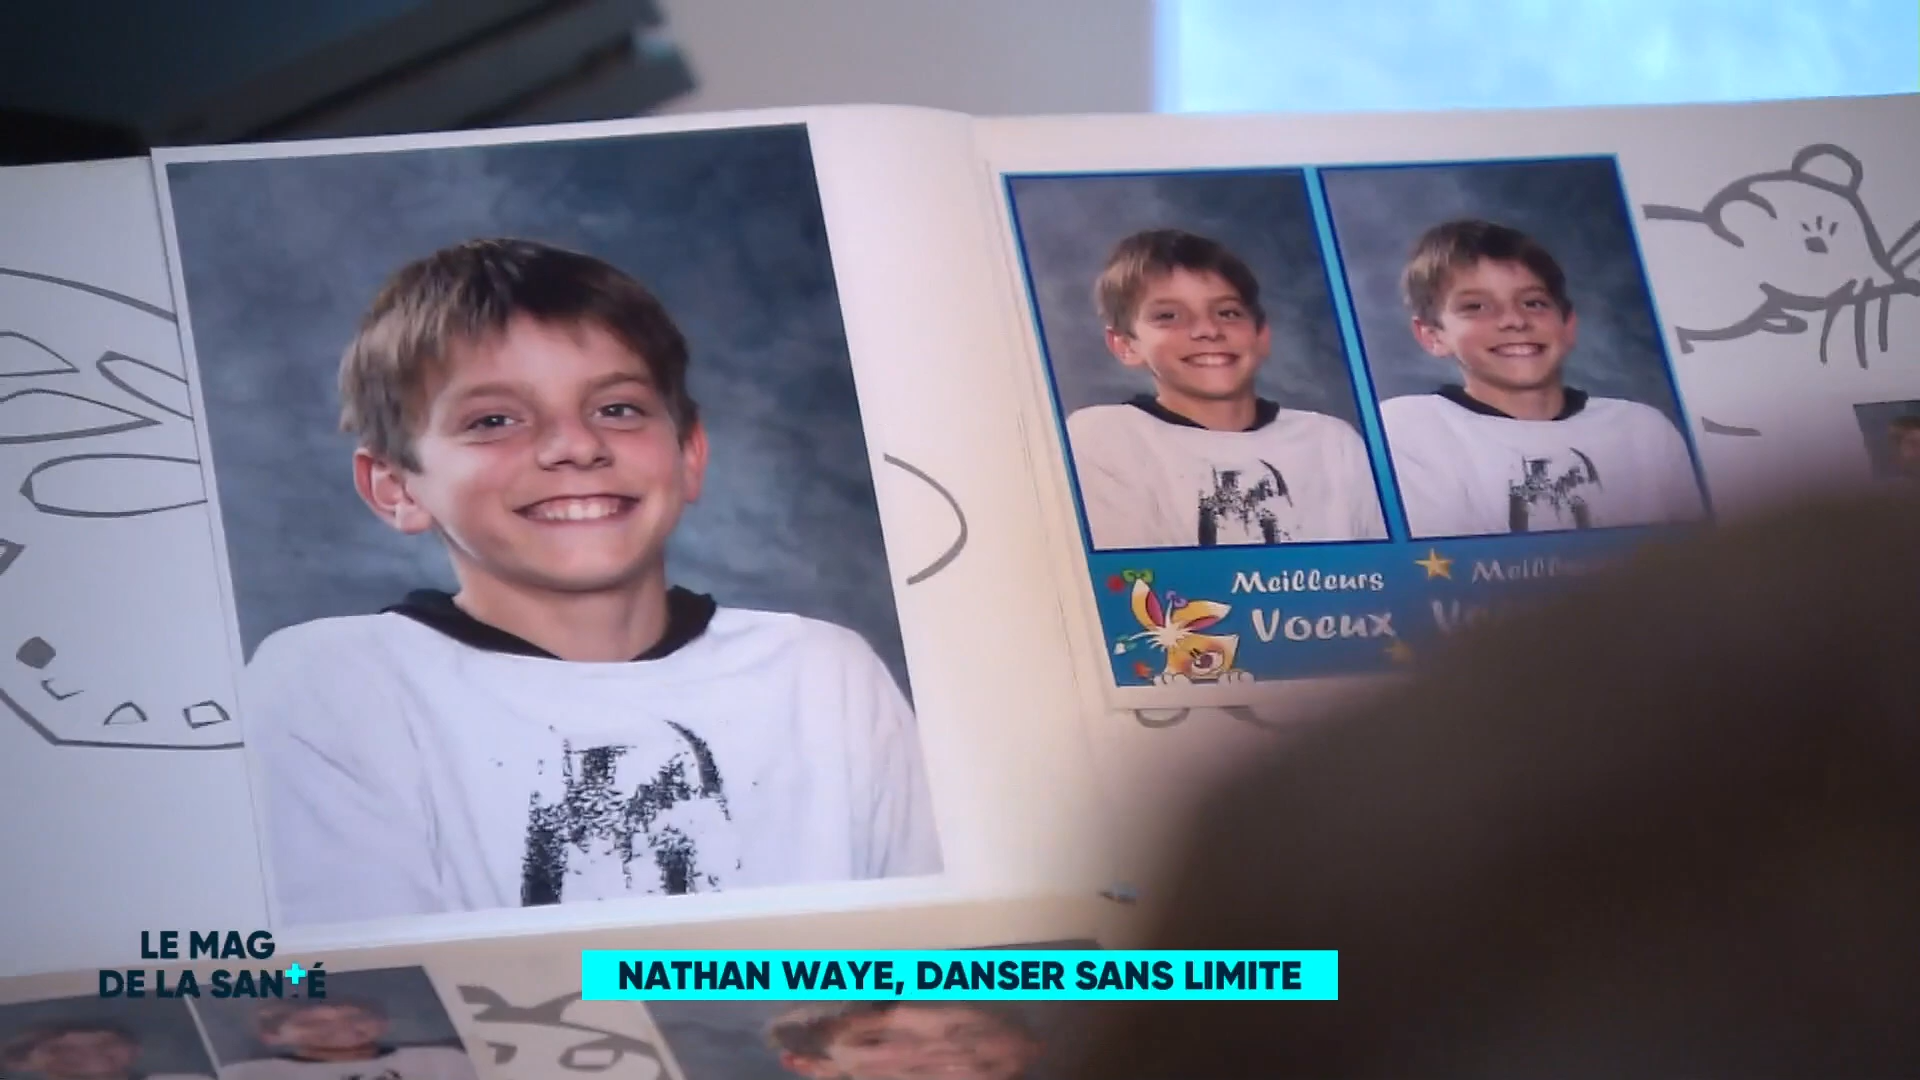 Meilleurs
Voeux
LE MAG
DE LA SANTÉ
NATHAN WAYE, DANSER SANS LIMITE